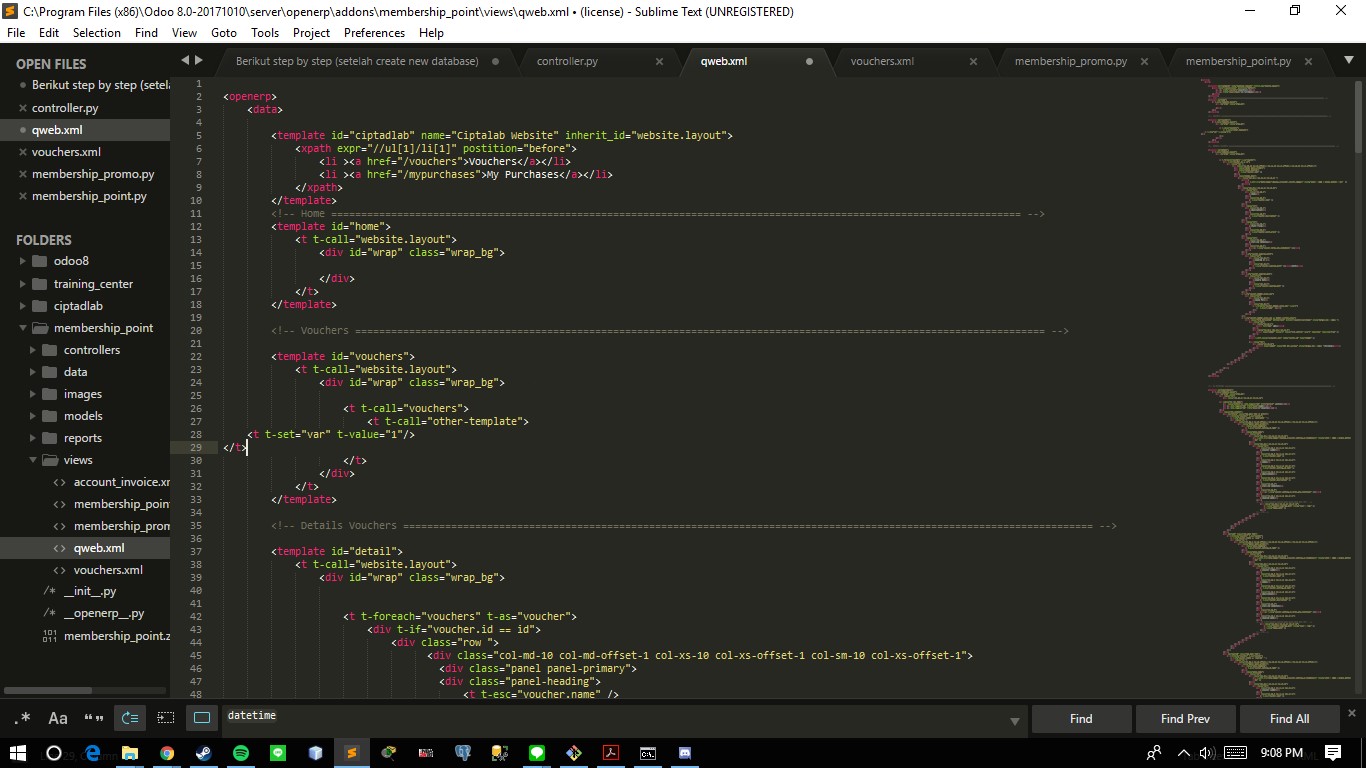 C:\Program Files (x86)\Odoo 8.0-20171010\server\openerp\addons\membership_point\views\qweb.xml • (license) - Sublime Text (UNREGISTERED)
File Edit Selection Find View Goto Tools Project Preferences Help
OPEN FILES
Berikut step by step (setela
controller.py
qweb.xml
vouchers.xml
membership_promo.py
membership_point.py
FOLDERS
odoo8
training_center
ciptadlab
membership_point
controllers
data
images
models
reports
views
account_invoice.xm
membership_poin
membership_prom
qweb.xml
vouchers.xml
__init__.py
__openerp__.py
membership_point.z
Berikut step by step (setelah create new database) controller.py qweb.xml vouchers.xml membership_promo.py membership_point.py
1
2 <openerp>
3 <data>
4
5 <template id="ciptadlab" name="Ciptalab Website" inherit_id="website.layout">
6 <xpath expr="//ul[1]/li[1]" postition="before">
7 <li ><a href="/vouchers">Vouchers</a></li>
8 <li ><a href="/mypurchases">My Purchases</a></li>
9 </xpath>
10 </template>
11 <!-- Home =================================================================================================================== -->
12 <template id="home">
13 <t t-call="website.layout">
14 <div id="wrap" class="wrap_bg">
15
16 </div>
17 </t>
18 </template>
19
20 <!-- Vouchers =================================================================================================================== -->
21
22 <template id="vouchers">
23 <t t-call="website.layout">
24 <div id="wrap" class="wrap_bg">
25
26 <t t-call="vouchers">
27 <t t-call="other-template">
28 <t t-set="var" t-value="1"/>
29 </t>
30 </t>
31 </div>
32 </t>
33 </template>
34
35 <!-- Details Vouchers =================================================================================================================== -->
36
37 <template id="detail">
38 <t t-call="website.layout">
39 <div id="wrap" class="wrap_bg">
40
41
42 <t t-foreach="vouchers" t-as="voucher">
43 <div t-if="voucher.id == id">
44 <div class="row ">
45 <div class="col-md-10 col-md-offset-1 col-xs-10 col-xs-offset-1 col-sm-10 col-xs-offset-1">
46 <div class="panel panel-primary">
47 <div class="panel-heading">
48 <t t-esc="voucher.name" />
.* Aa “” datetime Find Find Prev Find All
9:08 PM